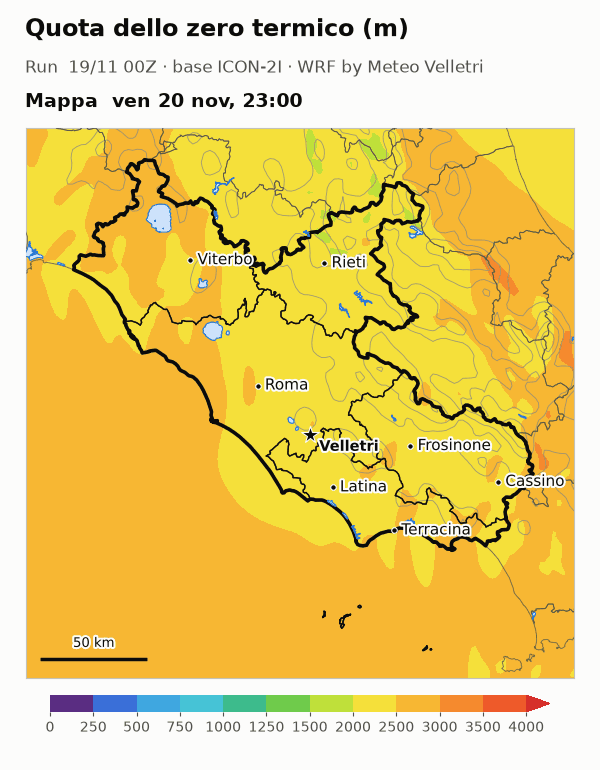 Quota dello zero termico (m)
Run  19/11 00Z · base ICON-2I · WRF by Meteo Velletri
Mappa  ven 20 nov, 23:00
Viterbo
Rieti
Roma
Velletri
Frosinone
Cassino
Latina
Terracina
50 km
0 250 500 750 1000 1250 1500 2000 2500 3000 3500 4000